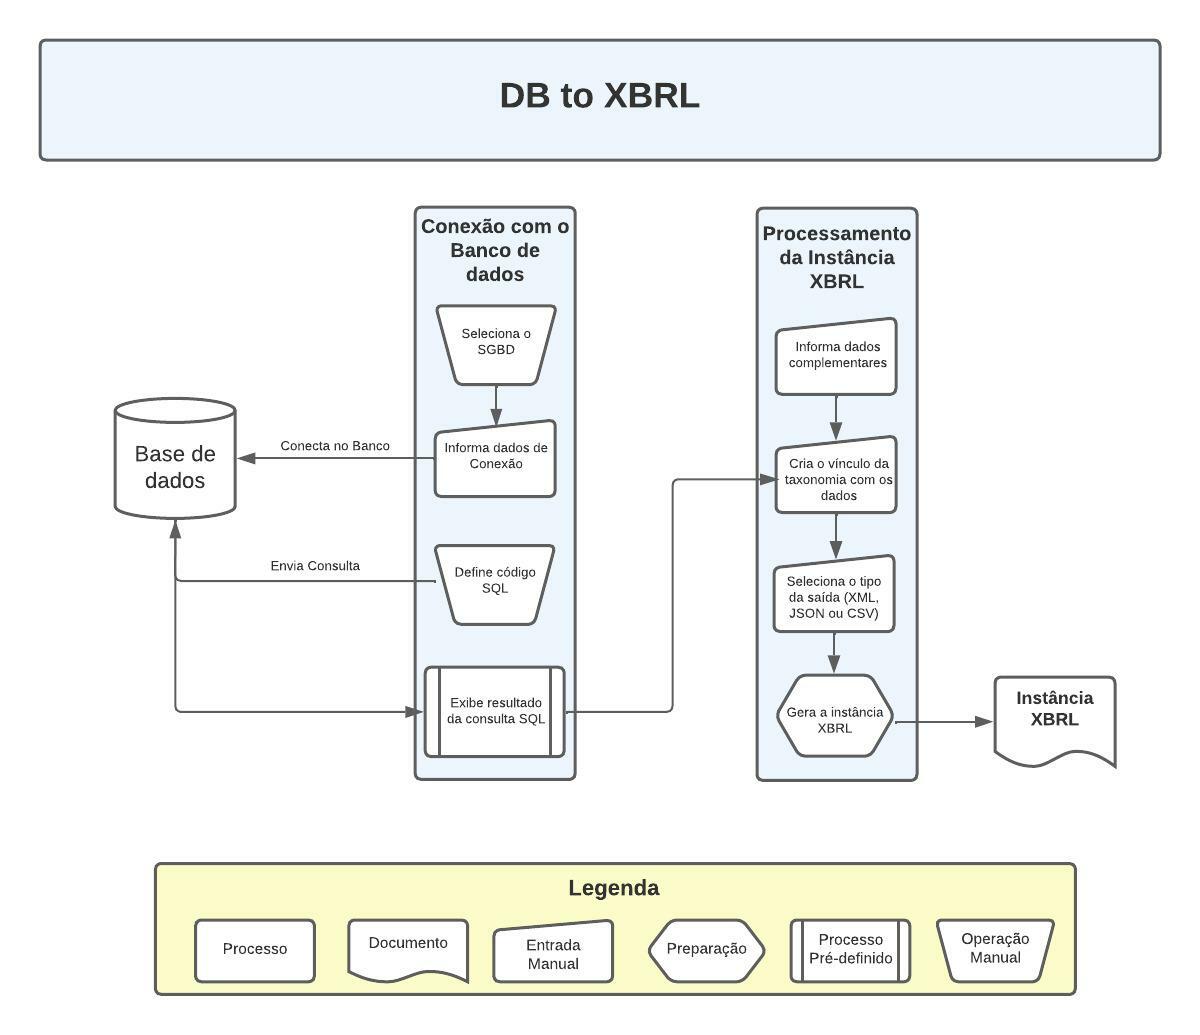 DB to XBRL
Conexão com o
Banco de
dados
Seleciona o
SGBD
Informa dados de
Conexão
Conecta no Banco
Base de
dados
Envia Consulta
Define código
SQL
Exibe resultado
da consulta SQL
Processamento
da Instância
XBRL
Informa dados
complementares
Cria o vínculo da
taxonomia com os
dados
Seleciona o tipo
da saída (XML,
JSON ou CSV)
Gera a instância
XBRL
Instância
XBRL
Legenda
Processo
Documento
Entrada
Manual
Preparação
Processo
Pré-definido
Operação
Manual